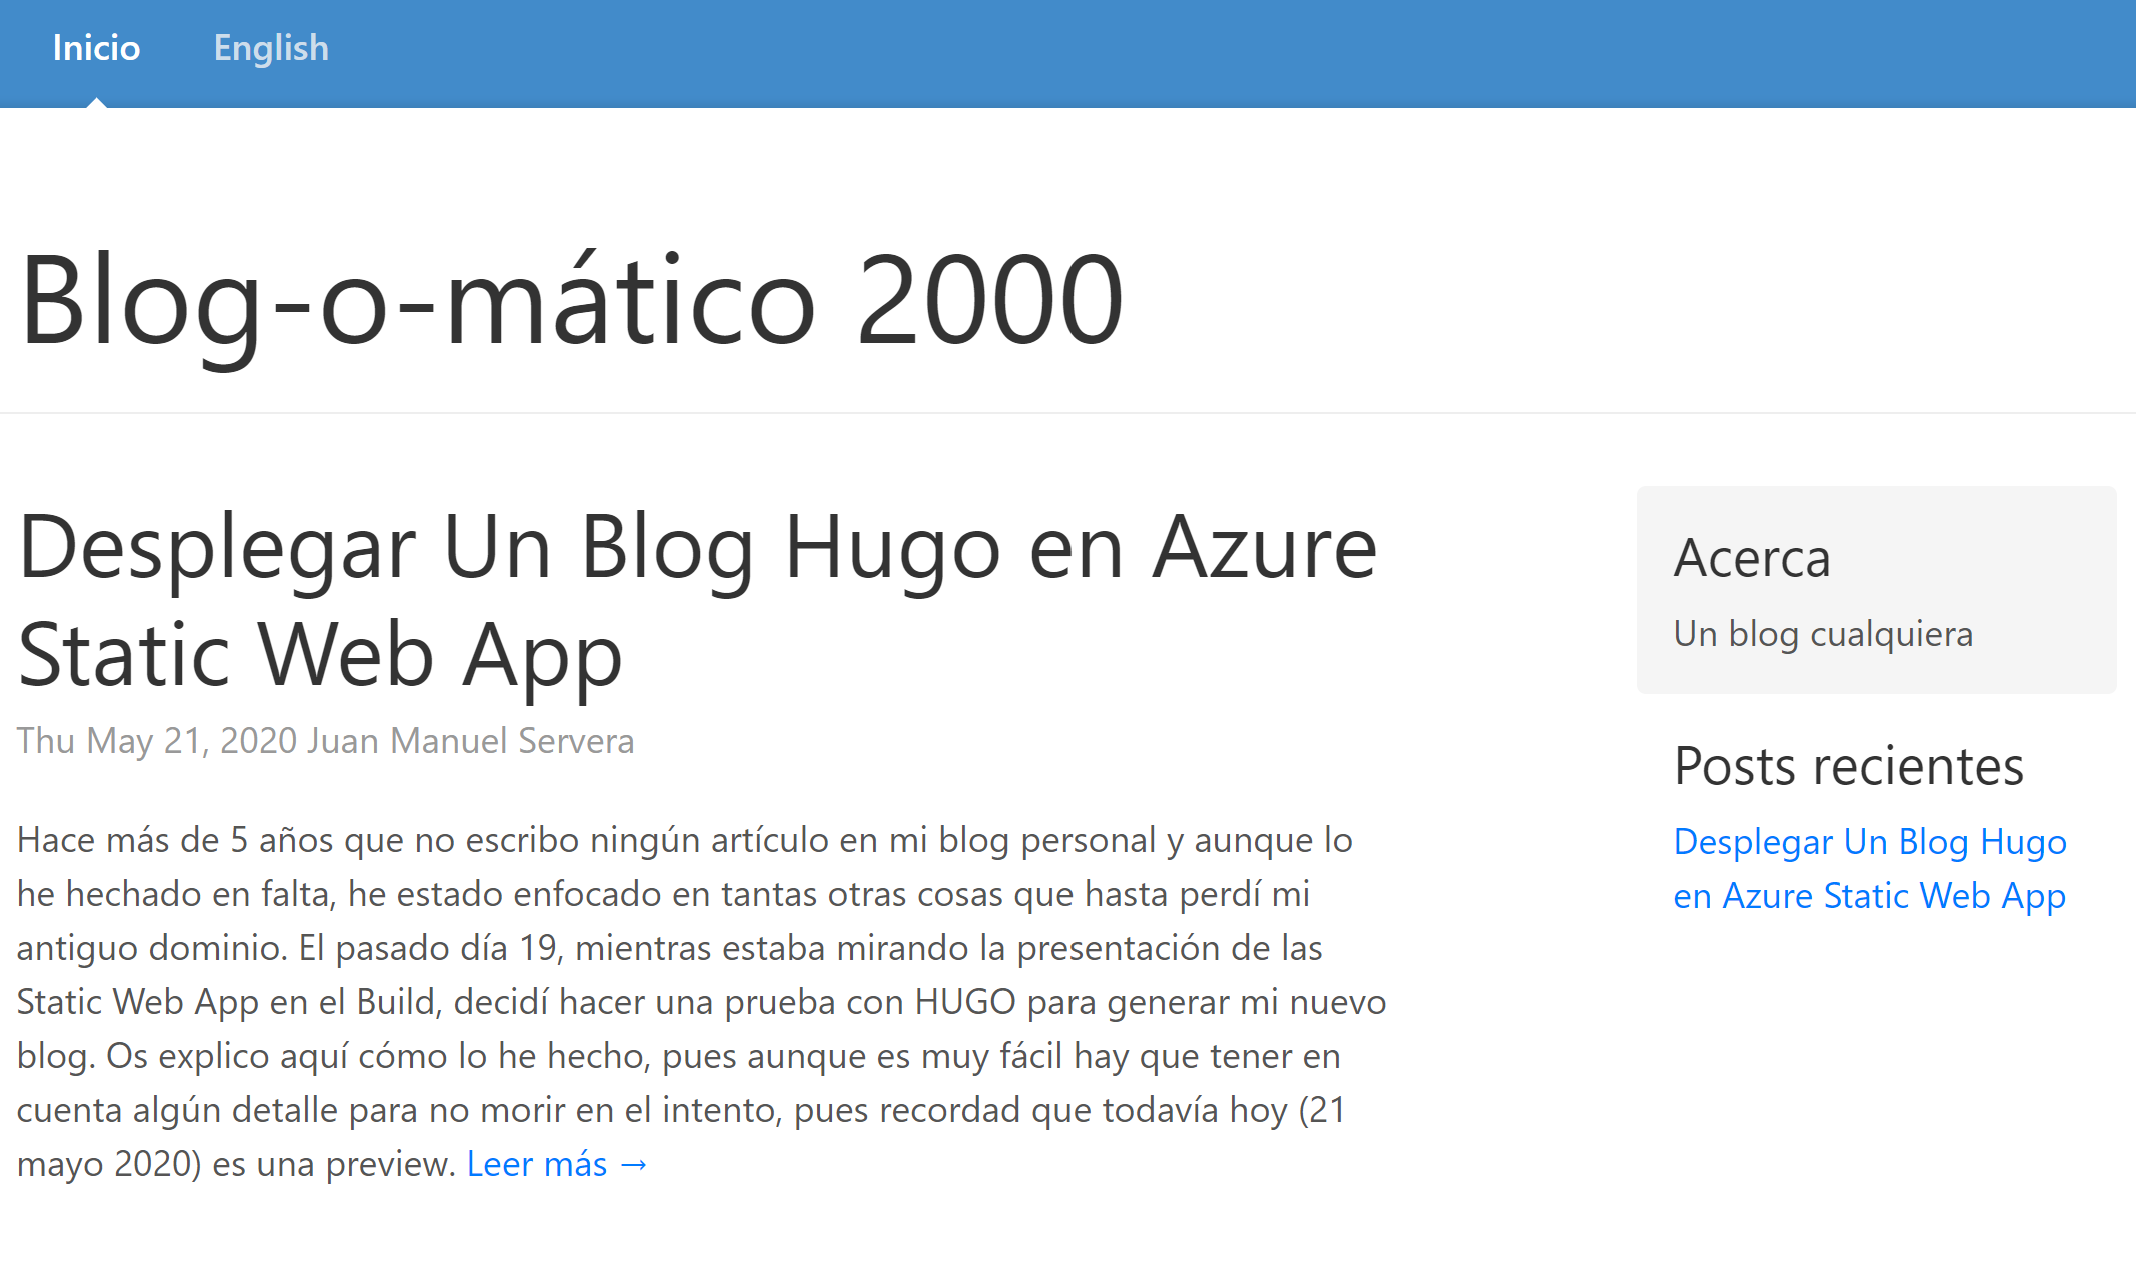 Inicio English
Blog-o-mático 2000
Desplegar Un Blog Hugo en Azure
Static Web App
Thu May 21, 2020 Juan Manuel Servera
Hace más de 5 años que no escribo ningún artículo en mi blog personal y aunque lo
he hechado en falta, he estado enfocado en tantas otras cosas que hasta perdí mi
antiguo dominio. El pasado día 19, mientras estaba mirando la presentación de las
Static Web App en el Build, decidí hacer una prueba con HUGO para generar mi nuevo
blog. Os explico aquí cómo lo he hecho, pues aunque es muy fácil hay que tener en
cuenta algún detalle para no morir en el intento, pues recordad que todavía hoy (21
mayo 2020) es una preview. Leer más →
Acerca
Un blog cualquiera
Posts recientes
Desplegar Un Blog Hugo
en Azure Static Web App